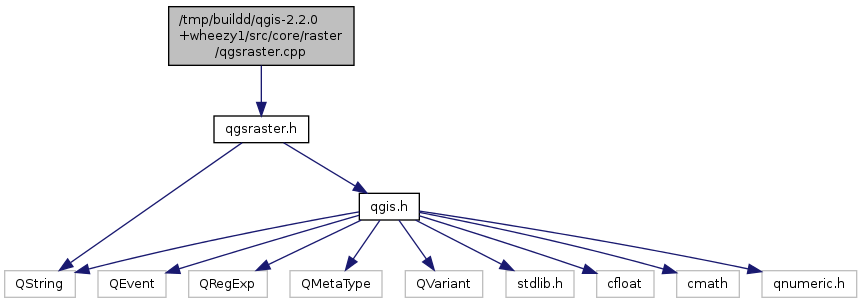 /tmp/buildd/qgis-2.2.0
+wheezy1/src/core/raster
/qgsraster.cpp
qgsraster.h
qgis.h
QString
QEvent
QRegExp
QMetaType
QVariant
stdlib.h
cfloat
cmath
qnumeric.h